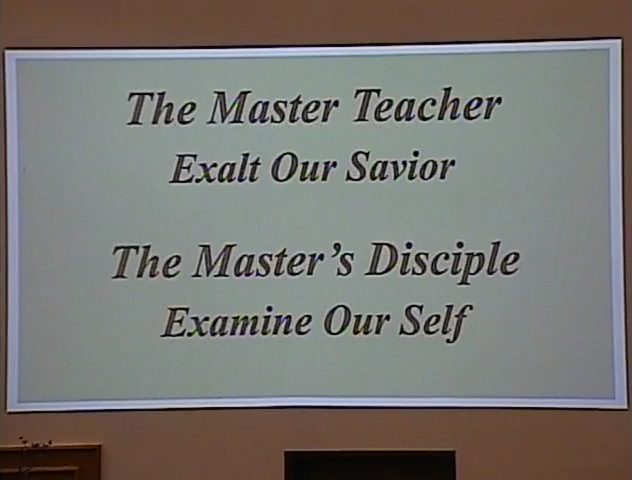 The Master Teacher
Exalt Our Savior
The Master’s Disciple
Examine Our Self